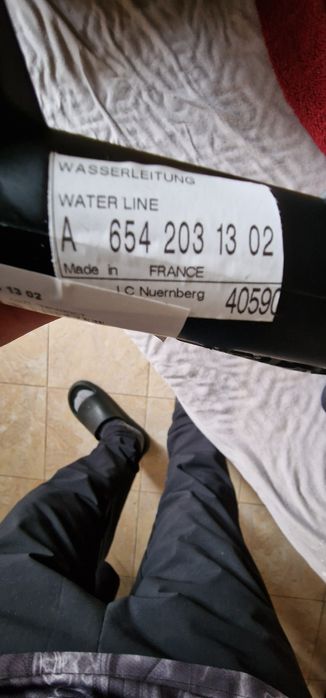 WASSERLEITUNG
WATER LINE
A 654 203 13 02
Made in FRANCE
LC Nuernberg 40590
13 02